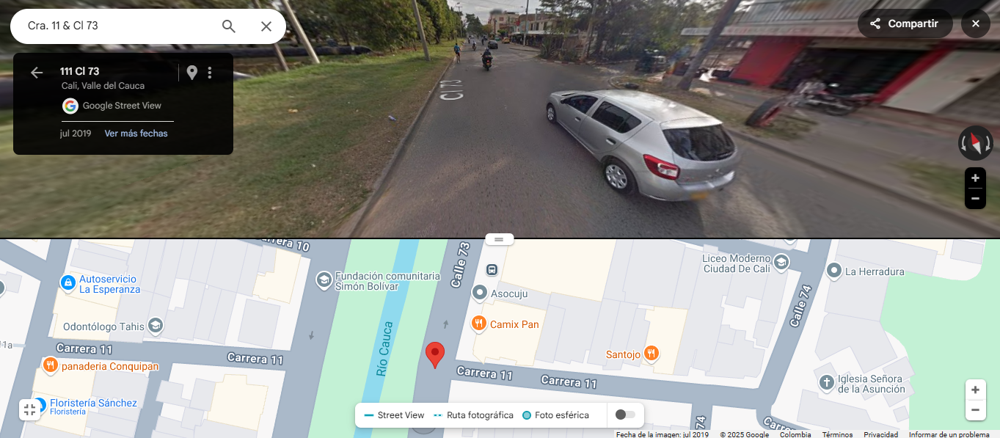 Cra. 11 & Cl 73
Compartir
111 Cl 73
Cali, Valle del Cauca
Google Street View
jul 2019 Ver más fechas
Cl 73
Carrera 10
Calle 73
Autoservicio
La Esperanza
Fundación comunitaria
Simón Bolívar
Asocuju
Liceo Moderno
Ciudad De Cali
La Herradura
Calle 74
Odontólogo Tahis
Camix Pan
Río Cauca
11a
Carrera 11
Carrera 11
panaderia Conquipan
Santojo
Carrera 11
Carrera 11
Iglesia Señora
de la Asunción
Floristería Sánchez
Floristería
74
Street View
Ruta fotográfica
Foto esférica
Fecha de la imagen: jul 2019 © 2025 Google Colombia Términos Privacidad Informar de un problema